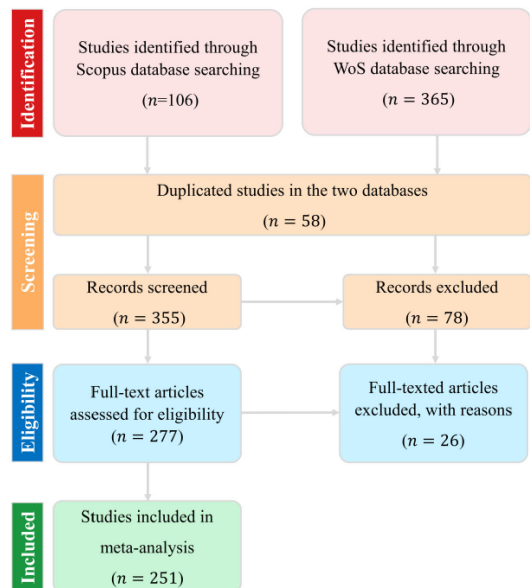 Identification
Studies identified through
Scopus database searching
(n=106)
Studies identified through
WoS database searching
(n = 365)
Screening
Duplicated studies in the two databases
(n = 58)
Records screened
(n = 355)
Records excluded
(n = 78)
Eligibility
Full-text articles
assessed for eligibility
(n = 277)
Full-texted articles
excluded, with reasons
(n = 26)
Included
Studies included in
meta-analysis
(n = 251)